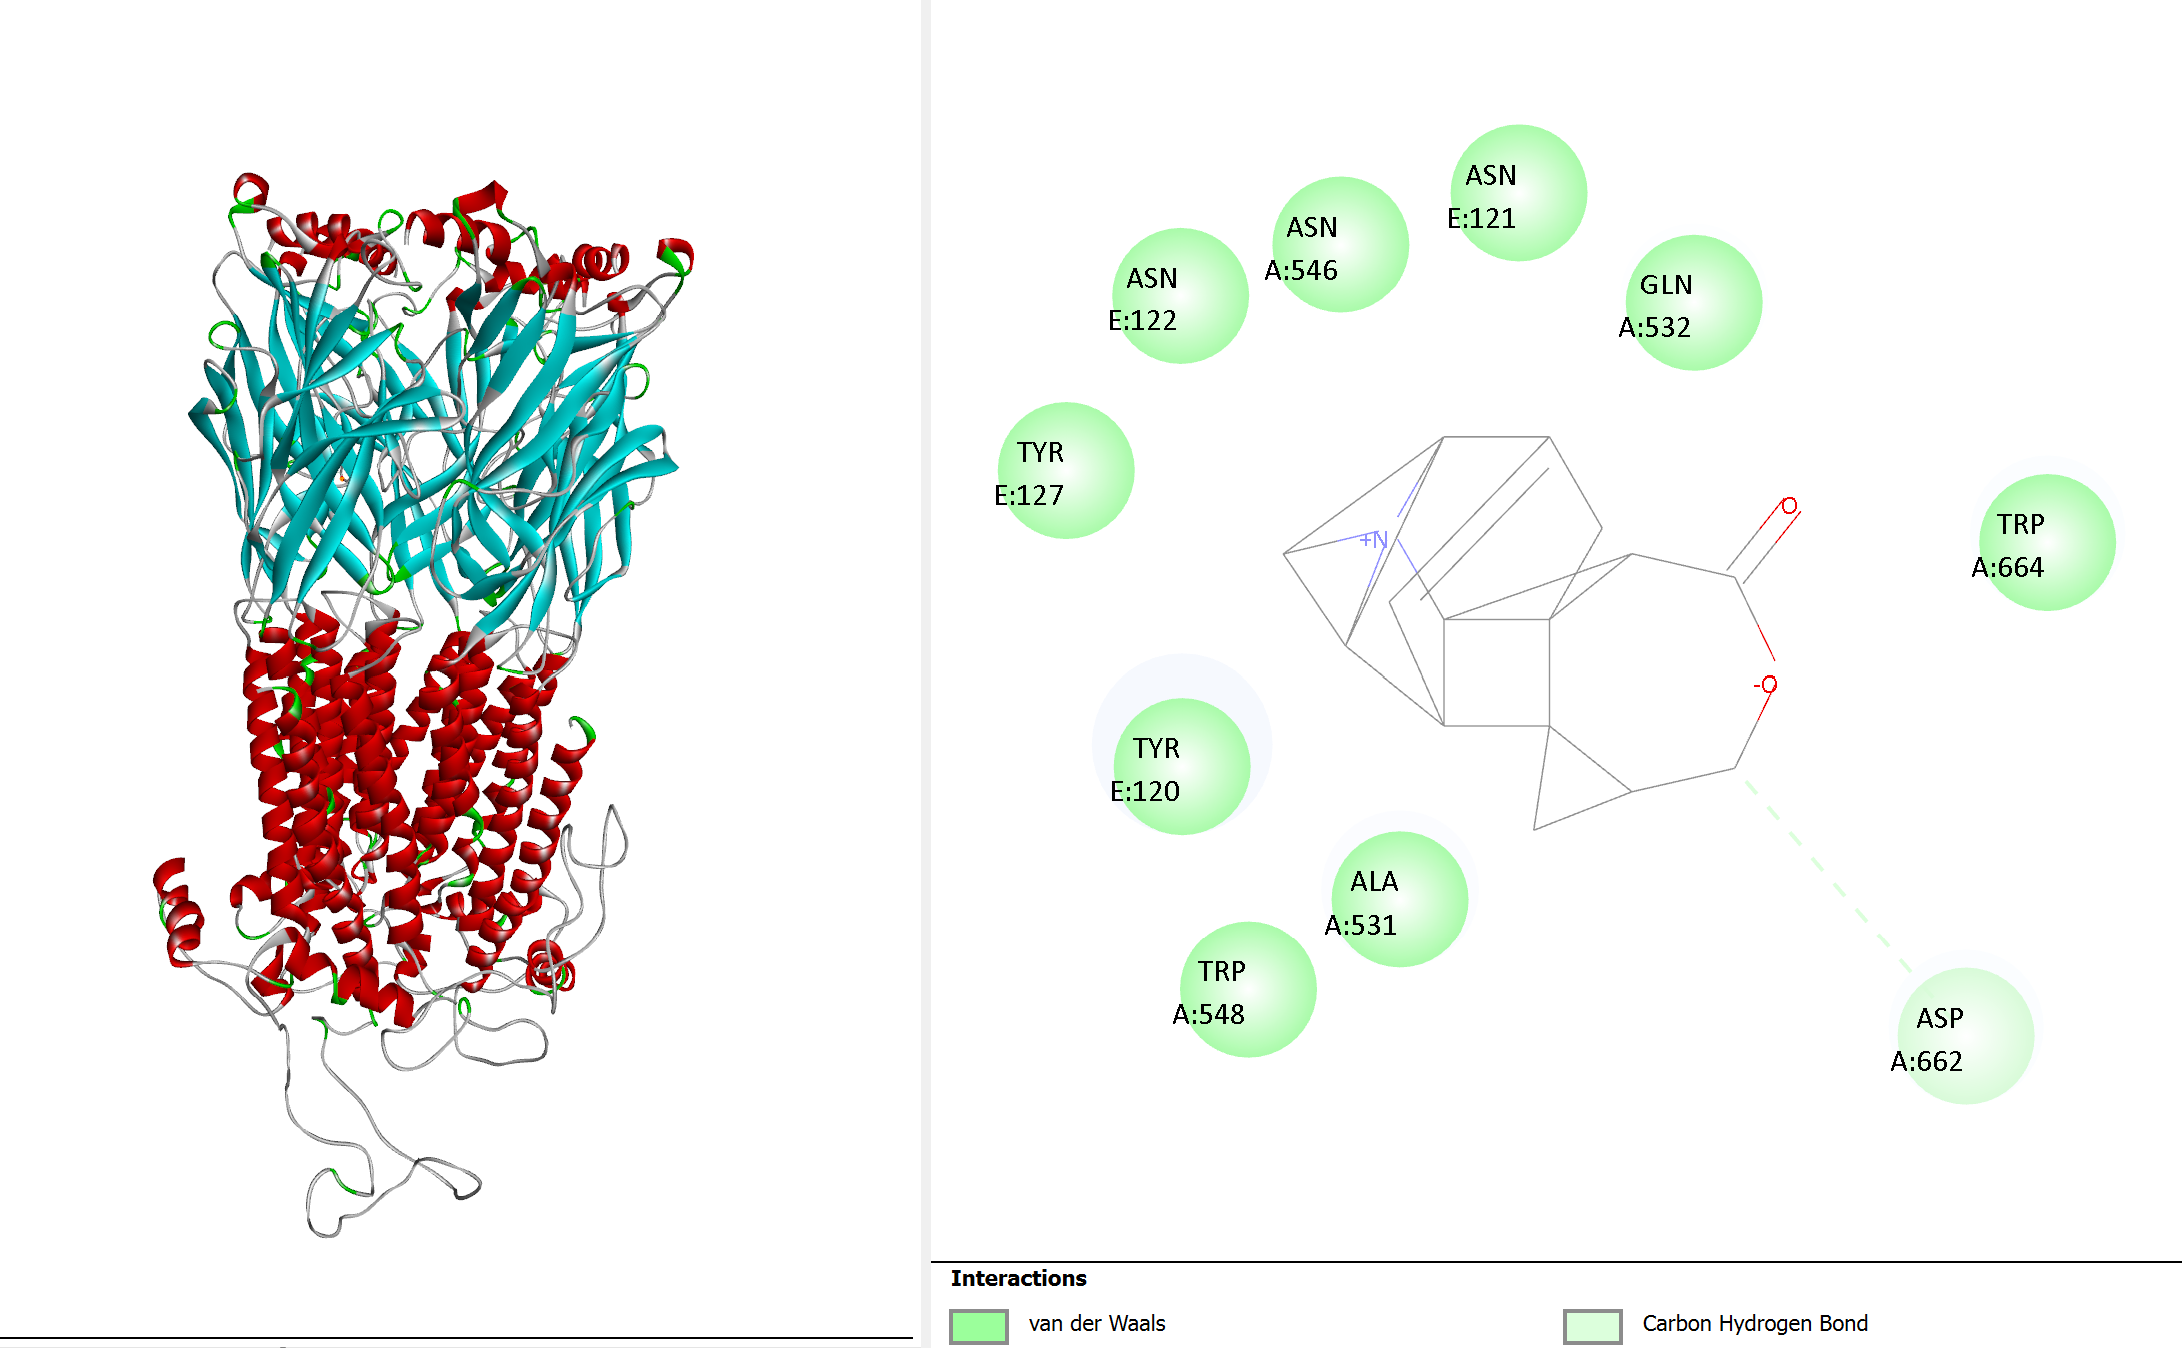 ASN
E:121
ASN
A:546
ASN
E:122
GLN
A:532
TYR
E:127
TRP
A:664
O
+N
-O
TYR
E:120
ALA
A:531
TRP
A:548
ASP
A:662
Interactions
van der Waals
Carbon Hydrogen Bond